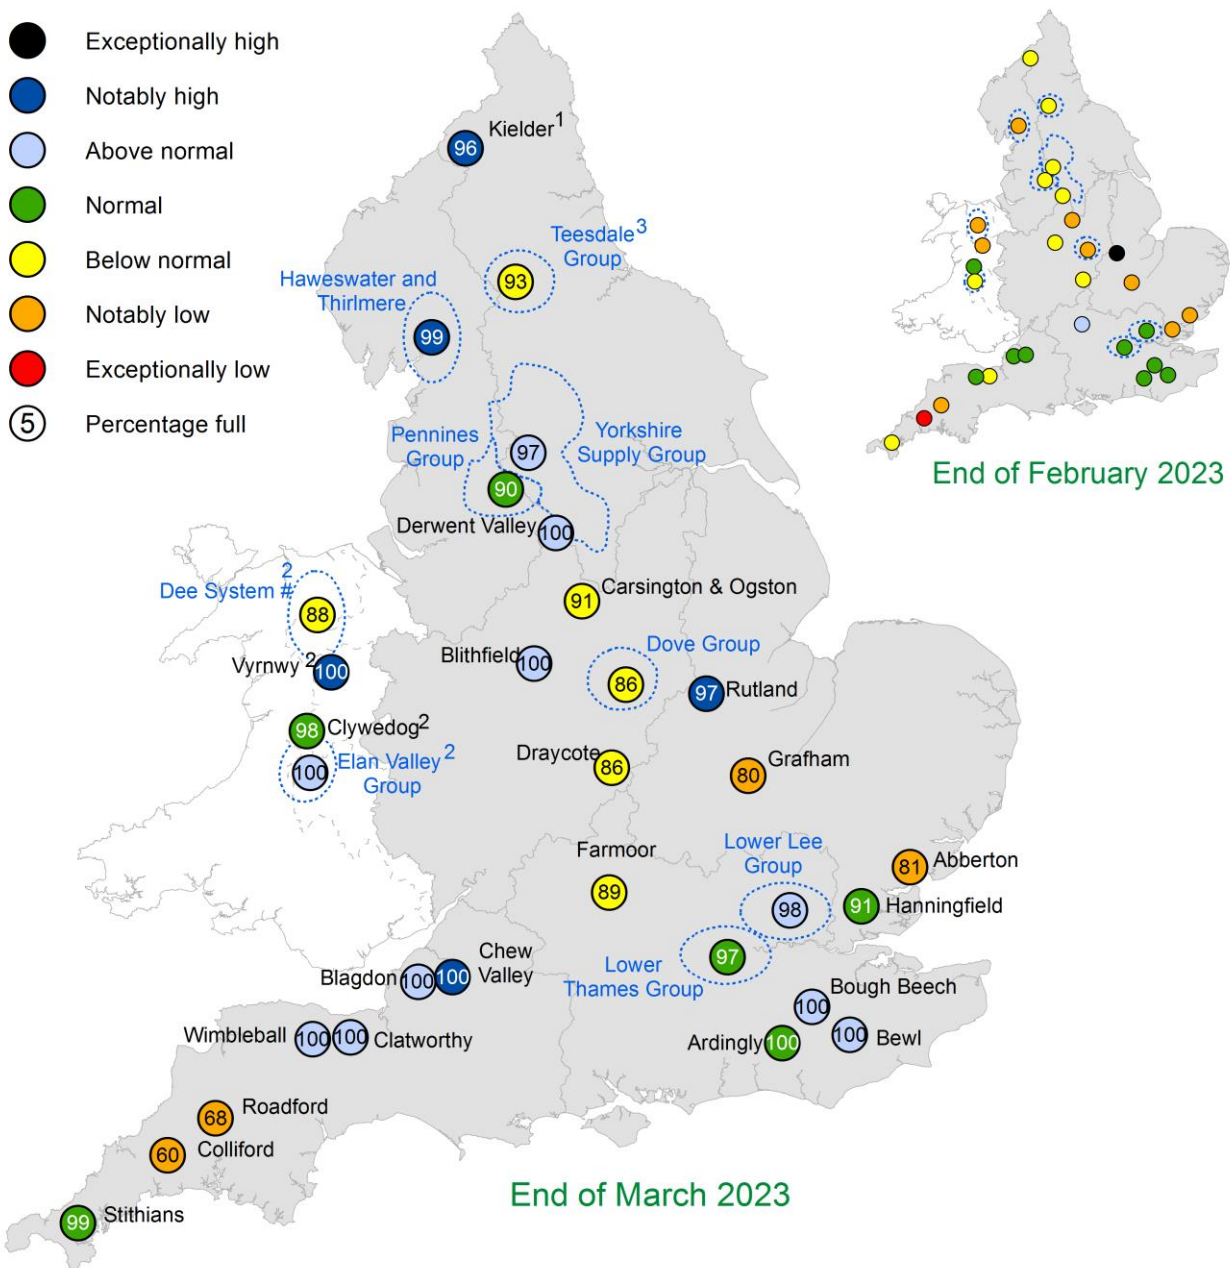 Exceptionally high
Notably high
Above normal
Normal
Below normal
Notably low
Exceptionally low
5 Percentage full
Kielder1
96
Teesdale3
Group
93
Haweswater and
Thirlmere
99
Pennines
Group
Yorkshire
Supply Group
97
90
Derwent Valley
100
End of February 2023
Dee System #2
88
Carsington & Ogston
91
Vyrnwy2
100
Blithfield
100
Dove Group
86
97
Rutland
98
Clywedog2
Elan Valley2
Group
100
Draycote
86
Grafham
80
Farmoor
89
Lower Lee
Group
98
81
Abberton
91
Hanningfield
Lower
Thames Group
97
Blagdon
100
Chew
Valley
100
Bough Beech
100
Wimbleball
100
100
Clatworthy
Ardingly
100
100
Bewl
68
Roadford
60
Colliford
99
Stithians
End of March 2023